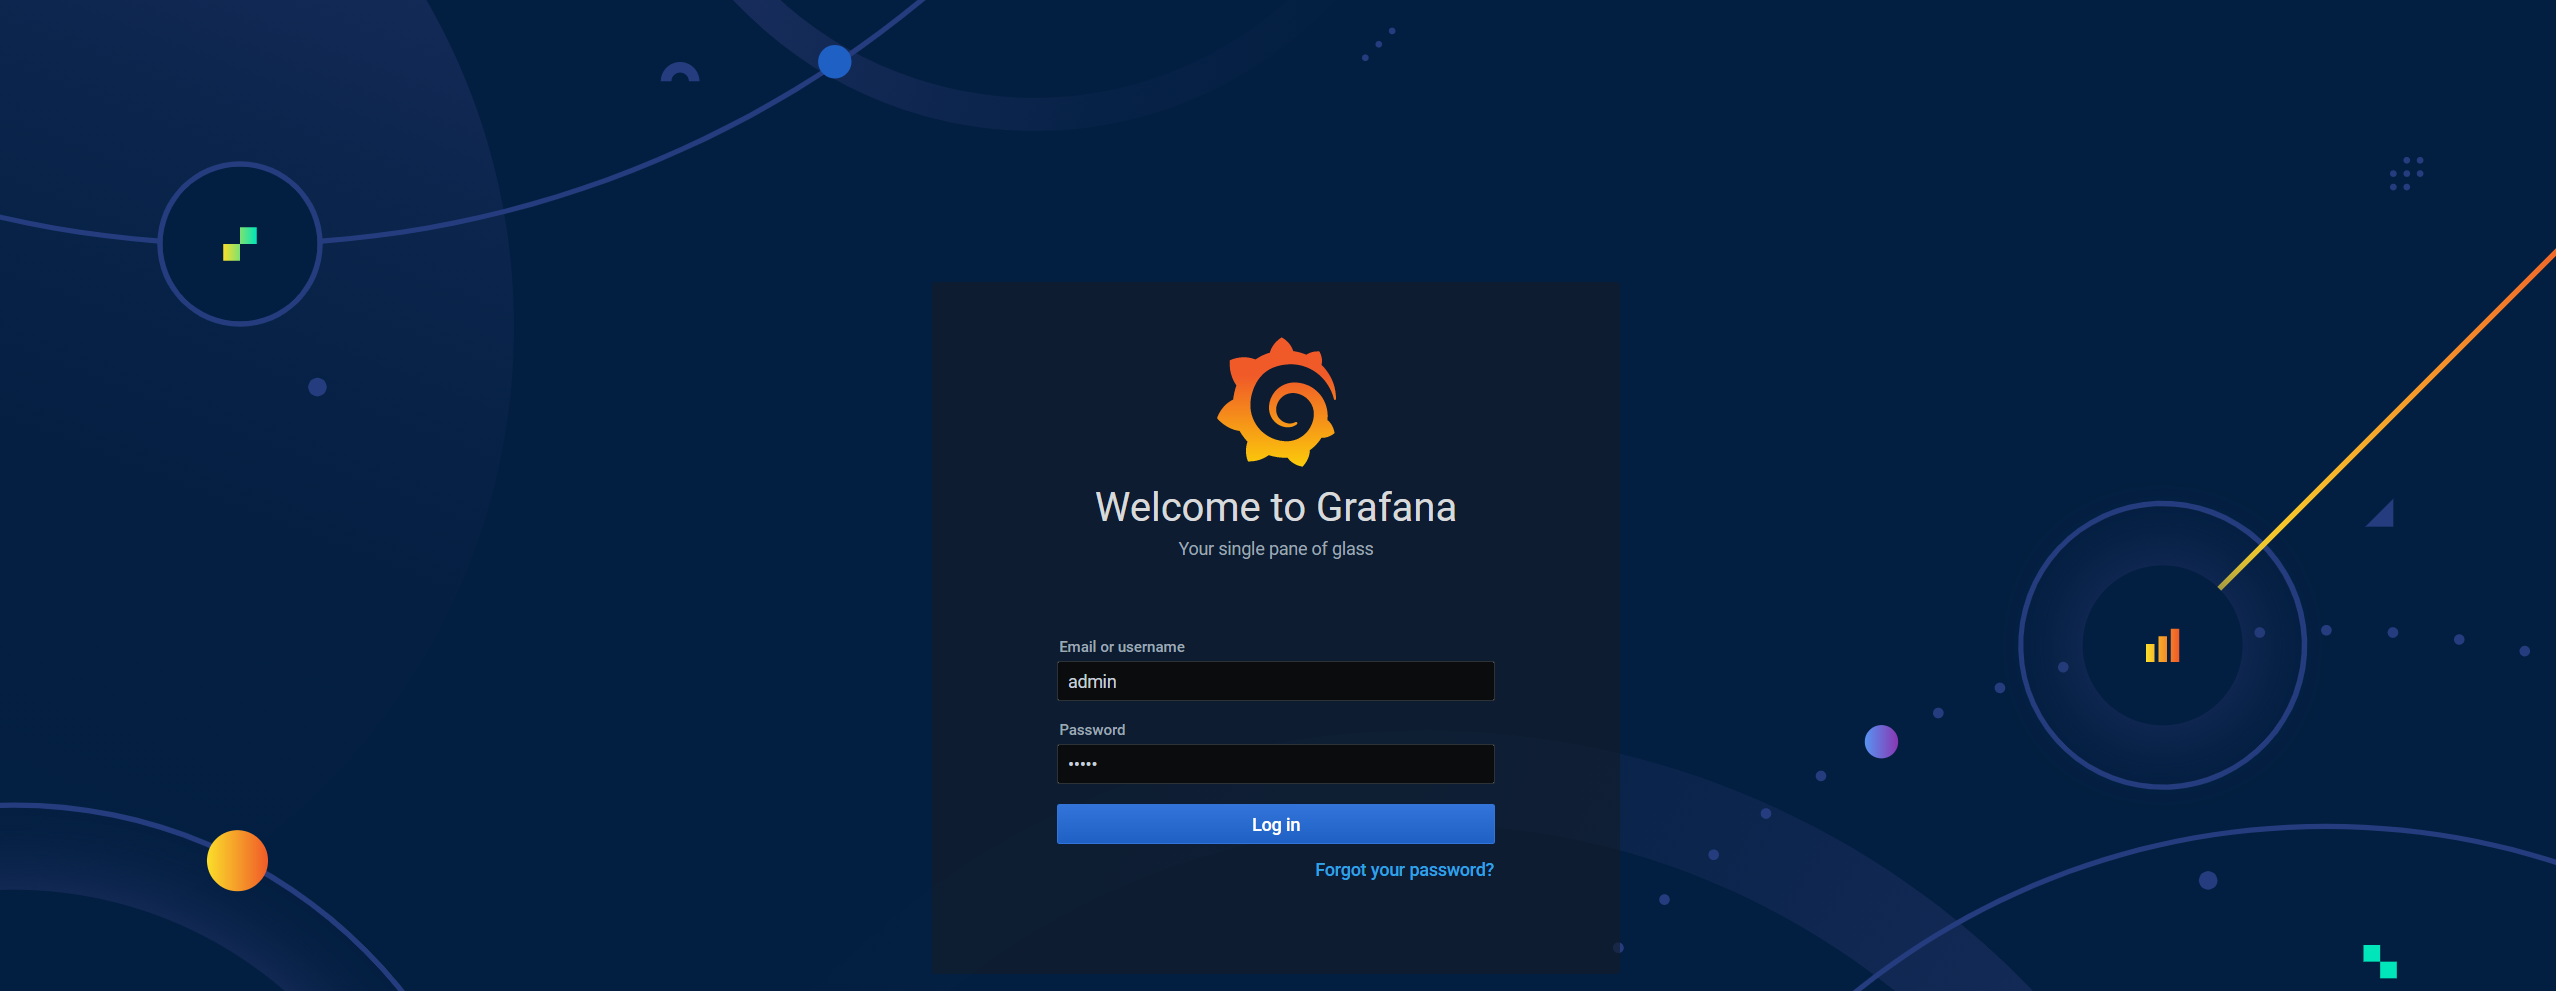 Welcome to Grafana
Your single pane of glass
Email or username
admin
Password
•••••
Log in
Forgot your password?